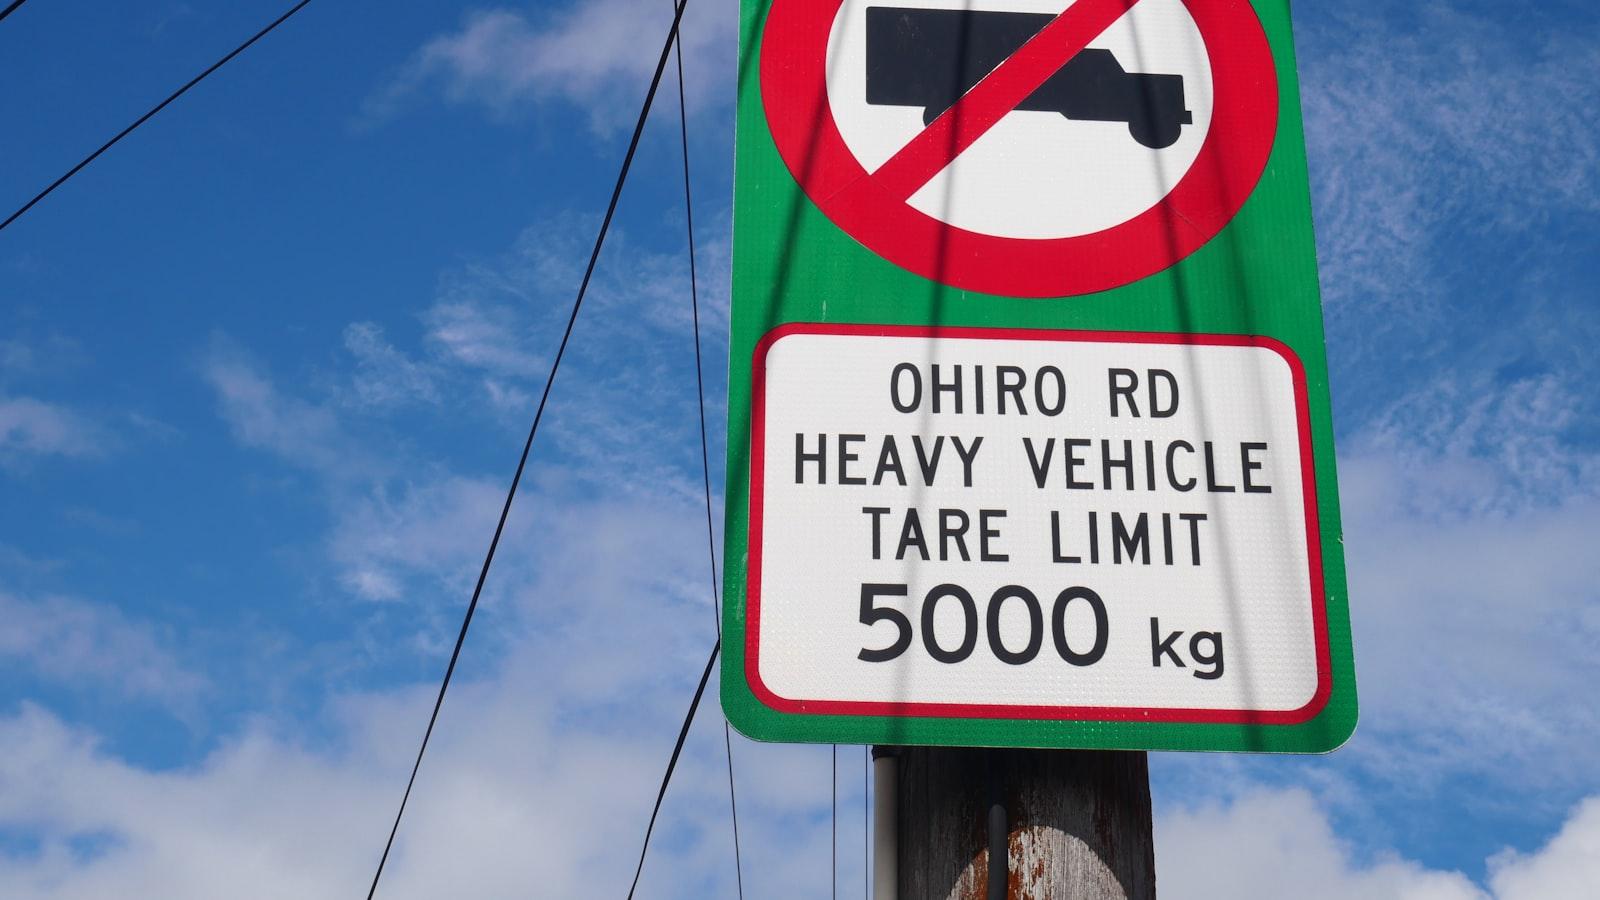 OHIRO RD
HEAVY VEHICLE
TARE LIMIT
5000 kg